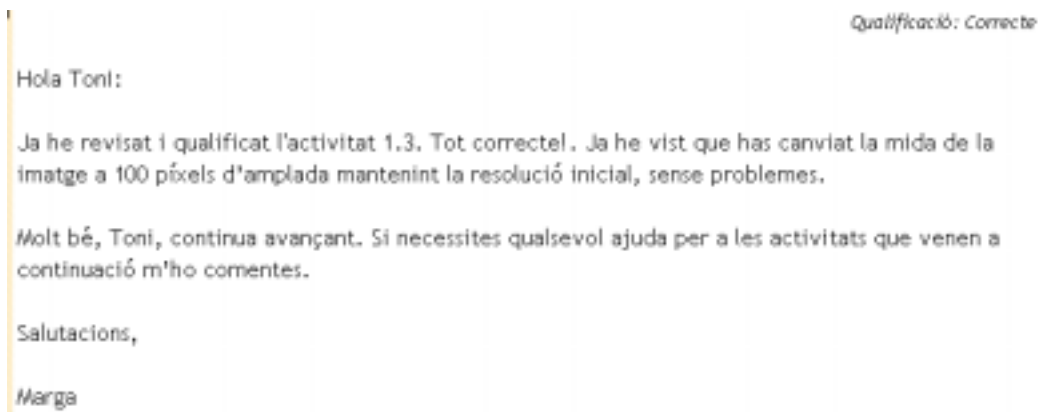 Qualificació: Correcte
Hola Toni:
Ja he revisat i qualificat l'activitat 1.3. Tot correcte!. Ja he vist que has canviat la mida de la
imatge a 100 píxels d'amplada mantenint la resolució inicial, sense problemes.
Molt bé, Toni, continua avançant. Si necessites qualsevol ajuda per a les activitats que venen a
continuació m'ho comentes.
Salutacions,
Marga